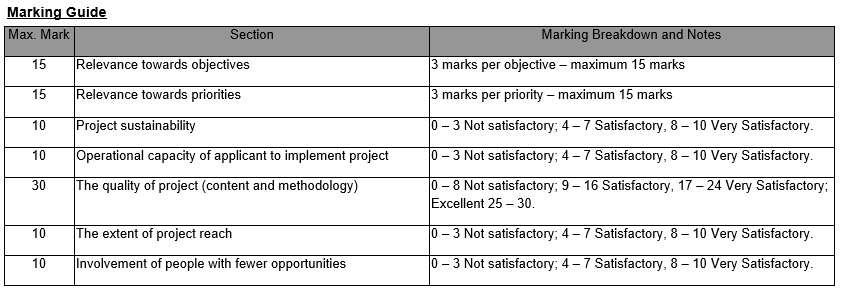 Marking Guide
Max. Mark Section Marking Breakdown and Notes
15 Relevance towards objectives 3 marks per objective – maximum 15 marks
15 Relevance towards priorities 3 marks per priority – maximum 15 marks
10 Project sustainability 0 – 3 Not satisfactory; 4 – 7 Satisfactory, 8 – 10 Very Satisfactory.
10 Operational capacity of applicant to implement project 0 – 3 Not satisfactory; 4 – 7 Satisfactory, 8 – 10 Very Satisfactory.
30 The quality of project (content and methodology) 0 – 8 Not satisfactory; 9 – 16 Satisfactory, 17 – 24 Very Satisfactory;
Excellent 25 – 30.
10 The extent of project reach 0 – 3 Not satisfactory; 4 – 7 Satisfactory, 8 – 10 Very Satisfactory.
10 Involvement of people with fewer opportunities 0 – 3 Not satisfactory; 4 – 7 Satisfactory, 8 – 10 Very Satisfactory.